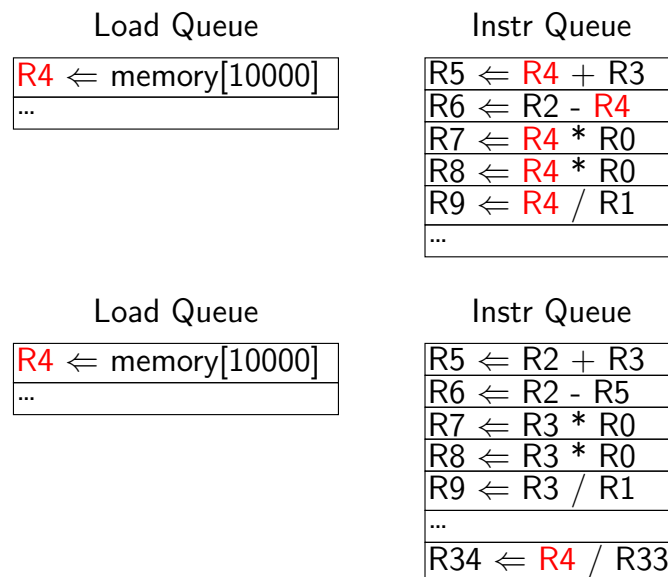 Load Queue
R4 ⇐ memory[10000]
...
Instr Queue
R5 ⇐ R4 + R3
R6 ⇐ R2 - R4
R7 ⇐ R4 * R0
R8 ⇐ R4 * R0
R9 ⇐ R4 / R1
...
Load Queue
R4 ⇐ memory[10000]
...
Instr Queue
R5 ⇐ R2 + R3
R6 ⇐ R2 - R5
R7 ⇐ R3 * R0
R8 ⇐ R3 * R0
R9 ⇐ R3 / R1
...
R34 ⇐ R4 / R33